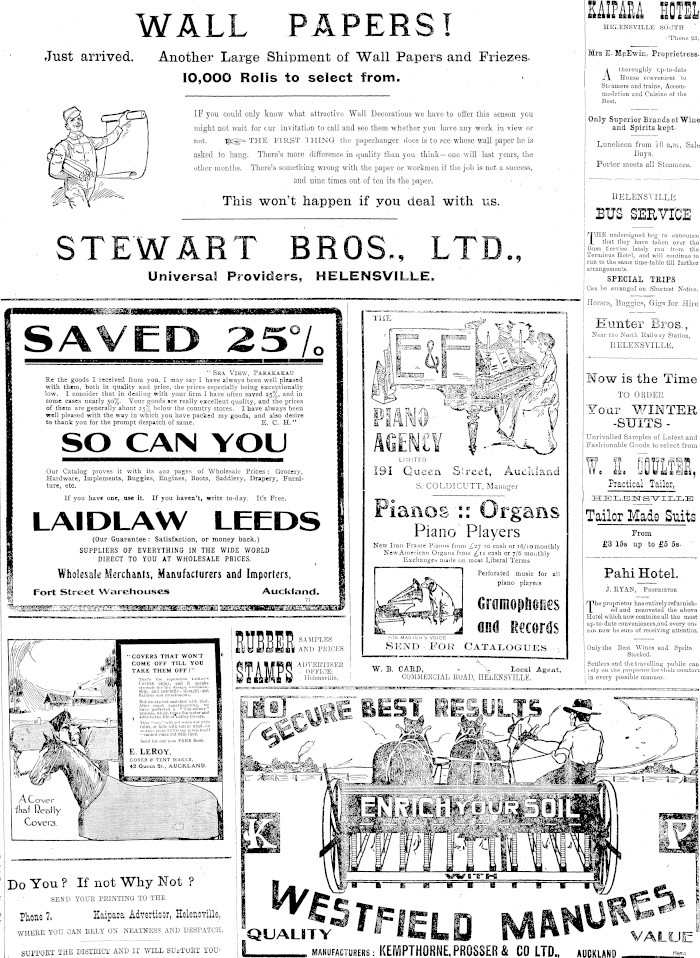 WALL PAPERS!
Just arrived. Another Large Shipment of Wall Papers and Friezes.
10,000 Rolls to select from.
IF you could only know what attractive Wall Decorations we have to offer this season you
might not wait for our invitation to call and see them whether you have any work in view or
not. THE FIRST THING the paperhanger does is to see whose wall paper he is
asked to hang. There's more difference in quality than you think—one will last years, the
other months. There's something wrong with the paper or workmen if the job is not a success,
and nine times out of ten its the paper.
This won't happen if you deal with us.
STEWART BROS., LTD.,
Universal Providers, HELENSVILLE.
SAVED 25%
"SEA VIEW, PARAKAKAU
Re the goods I received from you, I may say I have always been well pleased
with them, both in quality and price, the prices especially being exceptionally
low. I consider that in dealing with your firm I have often saved 25%, and in
some cases nearly 50%. Your goods are really excellent quality, and the prices
of them are generally about 25% below the country stores. I have always been
well pleased with the way in which you have packed my goods, and also desire
to thank you for the prompt despatch of same. E. C. H."
SO CAN YOU
Our Catalog proves it with its 400 pages of Wholesale Prices: Grocery,
Hardware, Implements, Buggies, Engines, Boots, Saddlery, Drapery, Furni-
ture, etc.
If you have one, use it. If you haven't, write to-day. It's Free.
LAIDLAW LEEDS
(Our Guarantee: Satisfaction, or money back.)
SUPPLIERS OF EVERYTHING IN THE WIDE WORLD
DIRECT TO YOU AT WHOLESALE PRICES.
Wholesale Merchants, Manufacturers and Importers,
Fort Street Warehouses Auckland.
71
THE
E&F
PIANO
AGENCY
LIMITED
191 Queen Street, Auckland
S. COLDICUTT, Manager
Pianos :: Organs
Piano Players
New Iron Frame Pianos from £27 10 cash or 16/10 monthly
New American Organs from £12 cash or 7/6 monthly
Exchanges made on most Liberal Terms
Perforated music for all
piano players
Gramophones
and Records
HIS MASTER'S VOICE
SEND FOR CATALOGUES
W. B. CARD, Local Agent,
COMMERCIAL ROAD, HELENSVILLE.
RUBBER SAMPLES
AND PRICES
STAMPS ADVERTISER
OFFICE,
Helensville.
"COVERS THAT WON'T
COME OFF TILL YOU
TAKE THEM OFF!"
E. LEROY,
COVER & TENT MAKER,
42 Queen St., AUCKLAND.
A Cover
that Really
Covers.
Do You? If not Why Not?
SEND YOUR PRINTING TO THE
Phone 7. Kaipara Advertiser, Helensville,
WHERE YOU CAN RELY ON NEATNESS AND DESPATCH.
SUPPORT THE DISTRICT AND IT WILL SUPPORT YOU-
TO
SECURE BEST RESULTS
ENRICH YOUR SOIL
K P
WITH
WESTFIELD MANURES.
QUALITY VALUE
MANUFACTURERS: KEMPTHORNE, PROSSER & CO LTD., AUCKLAND
KAIPARA HOTEL
HELENSVILLE SOUTH
'Phone 23.
Mrs E. McEwin, Proprietress.
A thoroughly up-to-date
House convenient to
Steamers and trains, Accom-
modation and Cuisine of the
Best.
Only Superior Brands of Wine
and Spirits kept.
Luncheon from 10 a.m. Sale
Days.
Porter meets all Steamers.
HELENSVILLE
BUS SERVICE
THE undersigned beg to announce
that they have taken over the
Buss Service lately run from the
Terminus Hotel, and will continue to
run to the same time-table till further
arrangements.
SPECIAL TRIPS
Can be arranged on Shortest Notice.
Horses, Buggies, Gigs for Hire
Hunter Bros.,
Near the North Railway Station,
HELENSVILLE.
Now is the Time
TO ORDER
Your WINTER
-SUITS-
Unrivalled Samples of Latest and
Fashionable Goods to select from
W. H. COULTER,
Practical Tailor,
HELENSVILLE
Tailor Made Suits
From
£3 15s up to £5 5s.
Pahi Hotel.
J. RYAN, PROPRIETOR
The proprietor has entirely refurnish-
ed and renovated the above
Hotel which now contains all the most
up-to-date conveniences, and every one
can now be sure of receiving attention
Only the Best Wines and Spirits
Stocked.
Settlers and the travelling public can
rely on the proprietor for their comfort
in every possible manner.